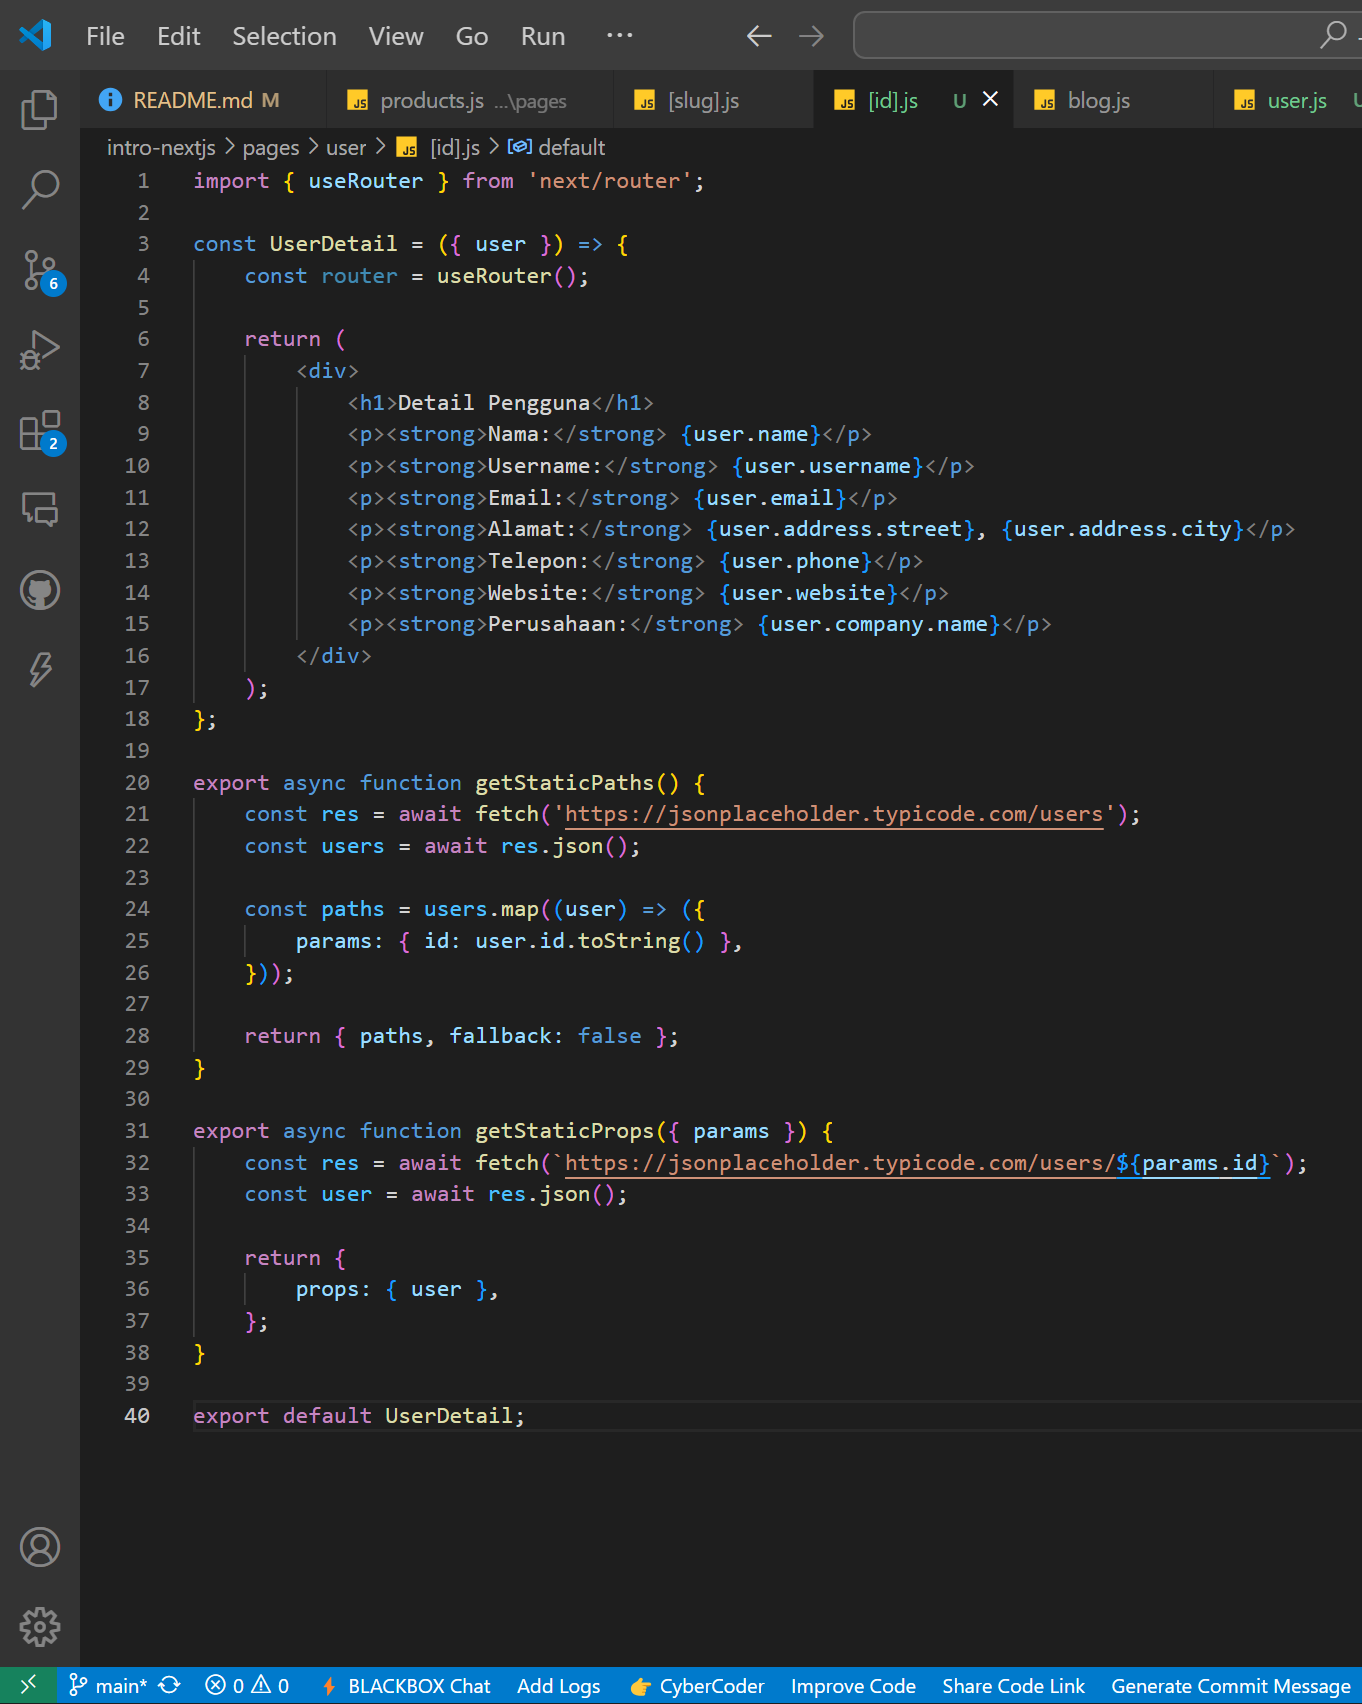 File Edit Selection View Go Run ···
README.md M products.js ...\pages [slug].js [id].js U blog.js user.js
intro-nextjs > pages > user > JS [id].js > default
6
2
1 import { useRouter } from 'next/router';
2
3 const UserDetail = ({ user }) => {
4     const router = useRouter();
5
6     return (
7         <div>
8             <h1>Detail Pengguna</h1>
9             <p><strong>Nama:</strong> {user.name}</p>
10             <p><strong>Username:</strong> {user.username}</p>
11             <p><strong>Email:</strong> {user.email}</p>
12             <p><strong>Alamat:</strong> {user.address.street}, {user.address.city}</p>
13             <p><strong>Telepon:</strong> {user.phone}</p>
14             <p><strong>Website:</strong> {user.website}</p>
15             <p><strong>Perusahaan:</strong> {user.company.name}</p>
16         </div>
17     );
18 };
19
20 export async function getStaticPaths() {
21     const res = await fetch('https://jsonplaceholder.typicode.com/users');
22     const users = await res.json();
23
24     const paths = users.map((user) => ({
25         params: { id: user.id.toString() },
26     }));
27
28     return { paths, fallback: false };
29 }
30
31 export async function getStaticProps({ params }) {
32     const res = await fetch(`https://jsonplaceholder.typicode.com/users/${params.id}`);
33     const user = await res.json();
34
35     return {
36         props: { user },
37     };
38 }
39
40 export default UserDetail;
main* 0 0 BLACKBOX Chat Add Logs CyberCoder Improve Code Share Code Link Generate Commit Message